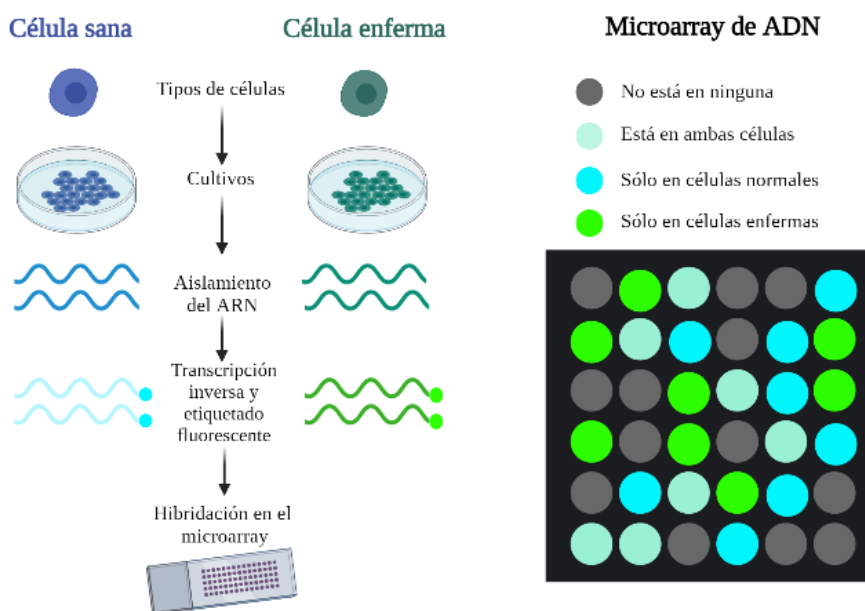 Célula sana
Célula enferma
Tipos de células
Cultivos
Aislamiento
del ARN
Transcripción
inversa y
etiquetado
fluorescente
Hibridación en el
microarray
Microarray de ADN
No está en ninguna
Está en ambas células
Sólo en células normales
Sólo en células enfermas